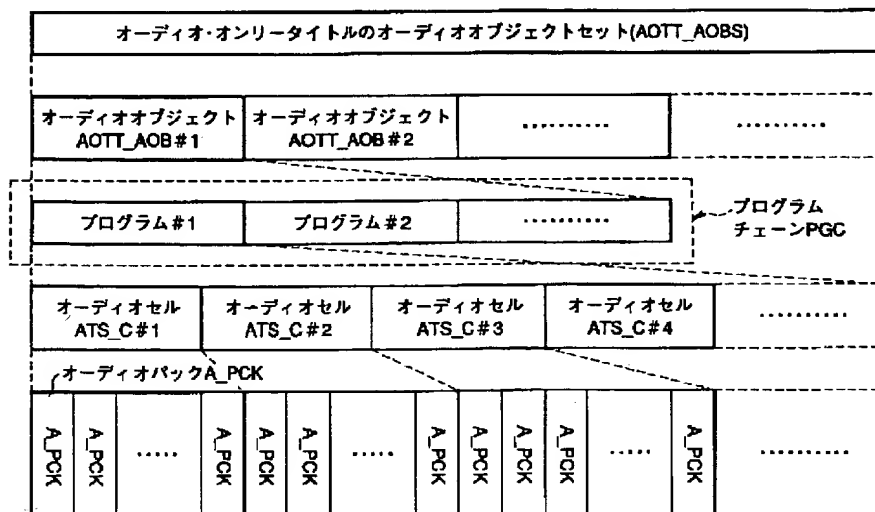 オーディオ・オンリータイトルのオーディオオブジェクトセット(AOTT_AOBS)
オーディオオブジェクト
AOTT_AOB#1
オーディオオブジェクト
AOTT_AOB#2
..........
..........
プログラム#1
プログラム#2
..........
プログラム
チェーンPGC
オーディオセル
ATS_C#1
オーディオセル
ATS_C#2
オーディオセル
ATS_C#3
オーディオセル
ATS_C#4
..........
オーディオパックA_PCK
A_PCK
A_PCK
.....
A_PCK
A_PCK
A_PCK
.....
A_PCK
A_PCK
A_PCK
A_PCK
.....
A_PCK
..........